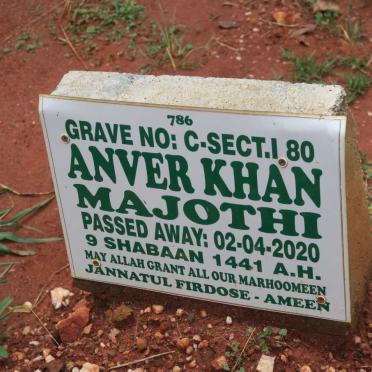 786
GRAVE NO: C-SECT.I 80
ANVER KHAN
MAJOTHI
PASSED AWAY: 02-04-2020
9 SHABAAN 1441 A.H.
MAY ALLAH GRANT ALL OUR MARHOOMEEN
JANNATUL FIRDOSE - AMEEN